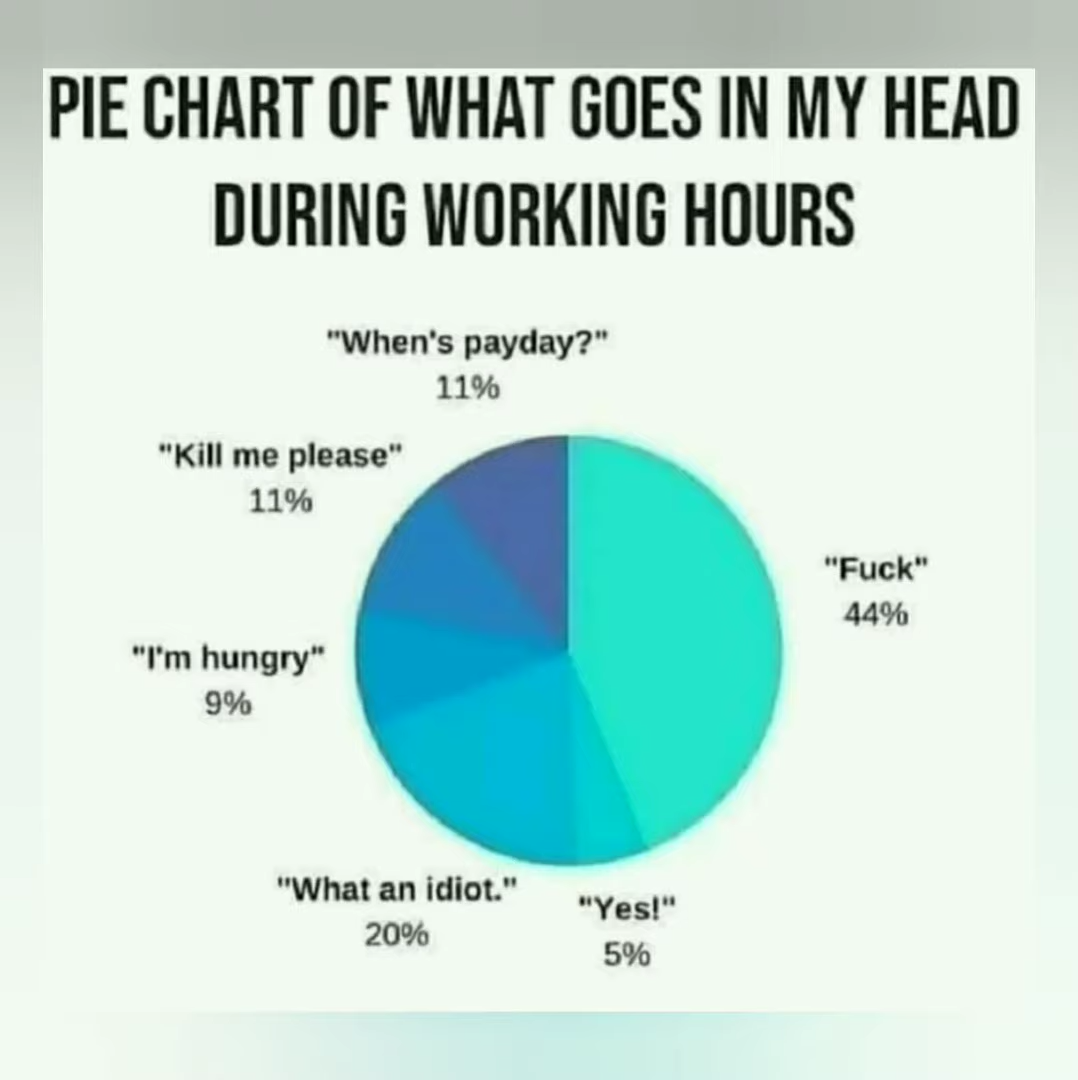 PIE CHART OF WHAT GOES IN MY HEAD
DURING WORKING HOURS
"When's payday?"
11%
"Kill me please"
11%
"Fuck"
44%
"I'm hungry"
9%
"What an idiot."
20%
"Yes!"
5%